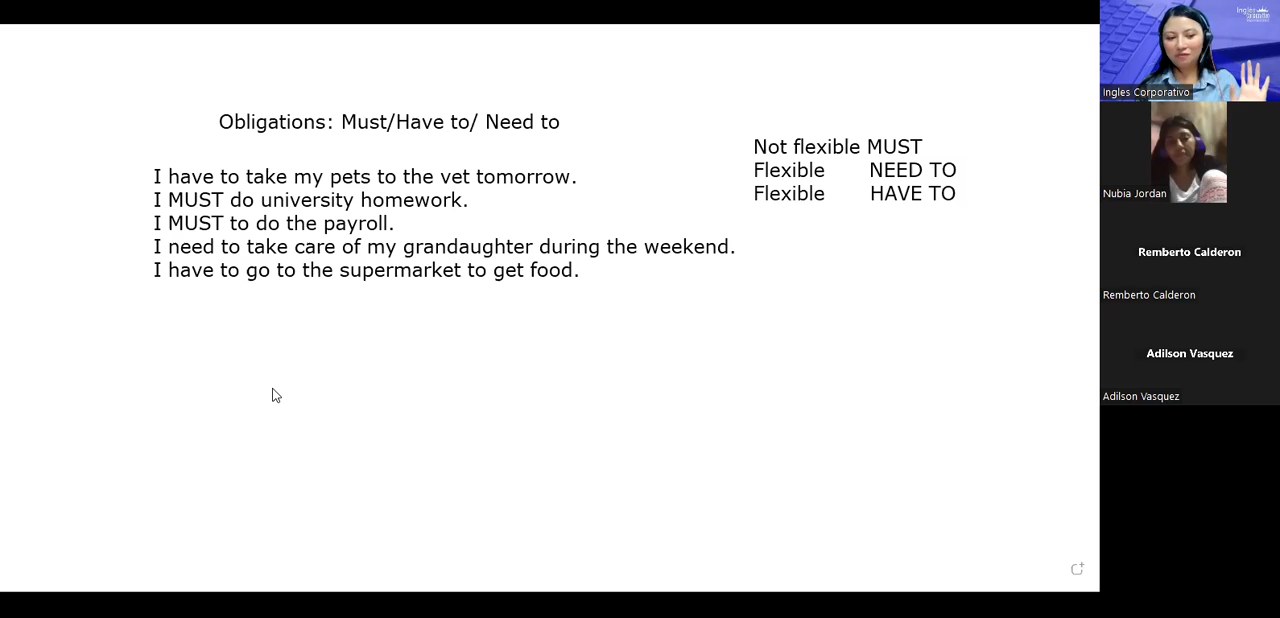 Obligations: Must/Have to/ Need to
Not flexible MUST
Flexible NEED TO
Flexible HAVE TO
I have to take my pets to the vet tomorrow.
I MUST do university homework.
I MUST to do the payroll.
I need to take care of my grandaughter during the weekend.
I have to go to the supermarket to get food.
Ingles
Ingles Corporativo
Nubia Jordan
Remberto Calderon
Remberto Calderon
Adilson Vasquez
Adilson Vasquez